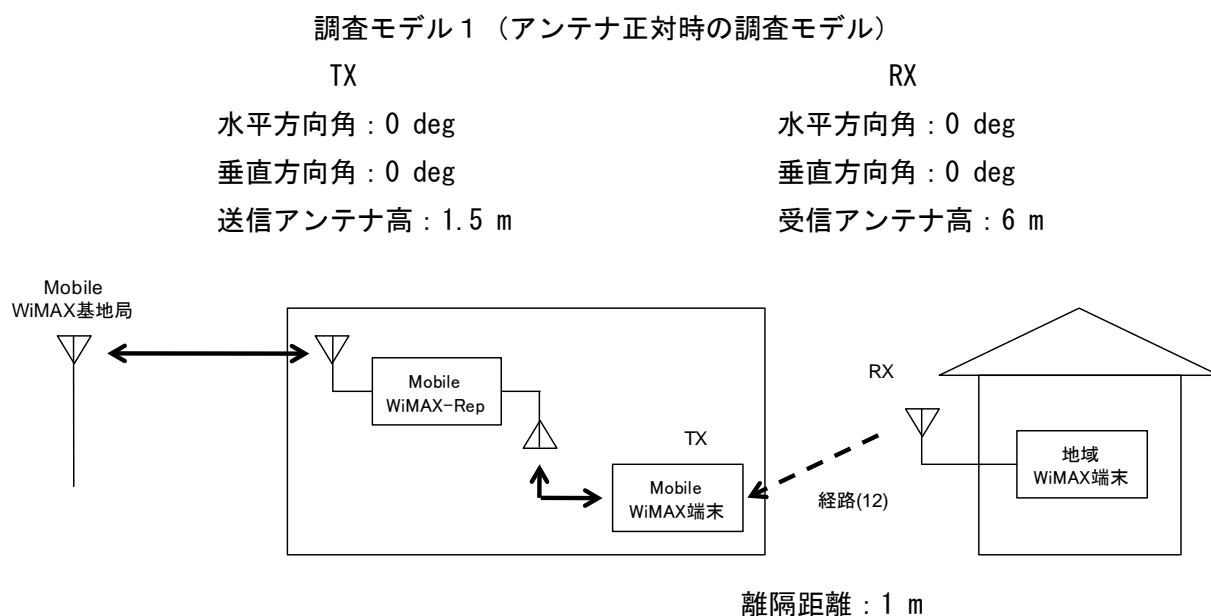 調査モデル１（アンテナ正対時の調査モデル）
TX
RX
水平方向角：0 deg
水平方向角：0 deg
垂直方向角：0 deg
垂直方向角：0 deg
送信アンテナ高：1.5 m
受信アンテナ高：6 m
Mobile
WiMAX基地局
Mobile
WiMAX-Rep
TX
Mobile
WiMAX端末
RX
経路(12)
地域
WiMAX端末
離隔距離：1 m